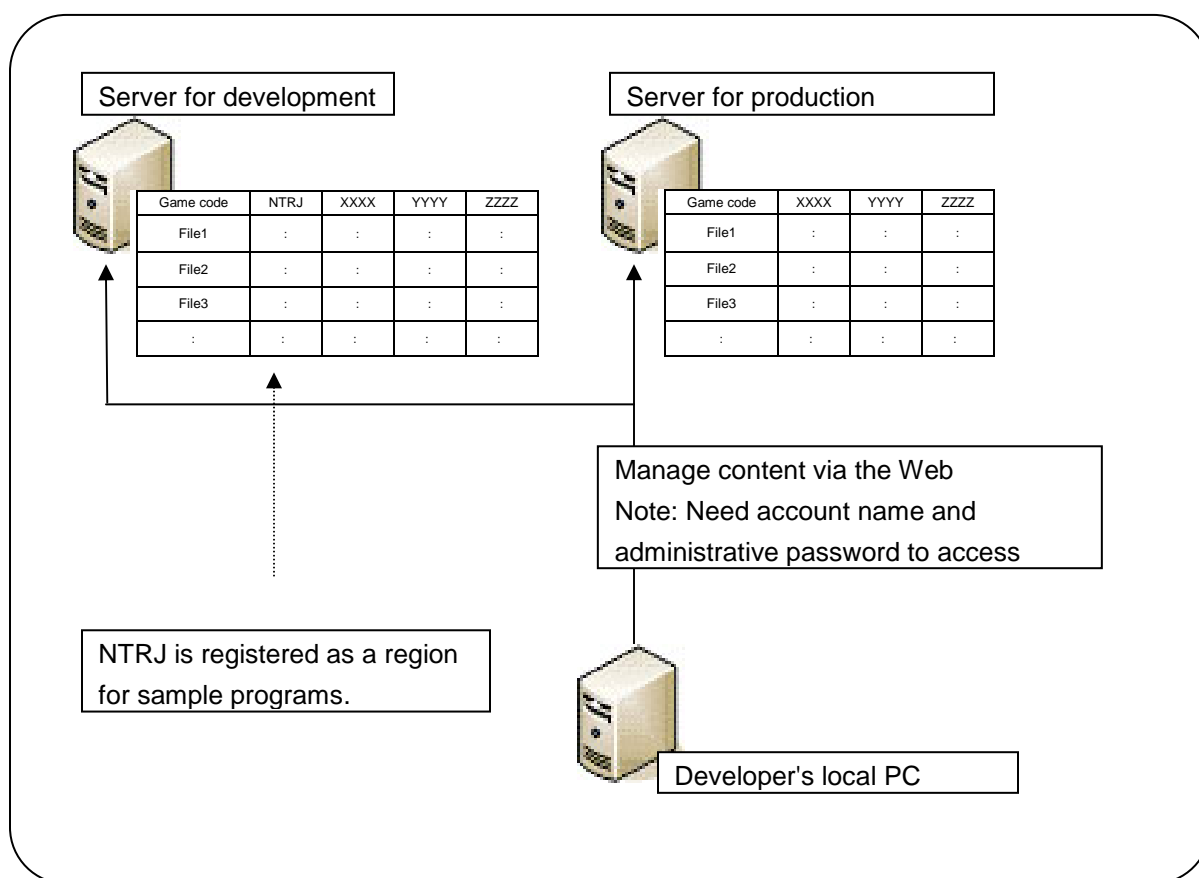 Server for development
Server for production
Game code NTRJ XXXX YYYY ZZZZ
File1 : : : :
File2 : : : :
File3 : : : :
: : : : :
Game code XXXX YYYY ZZZZ
File1 : : :
File2 : : :
File3 : : :
: : : :
Manage content via the Web
Note: Need account name and
administrative password to access
NTRJ is registered as a region
for sample programs.
Developer's local PC